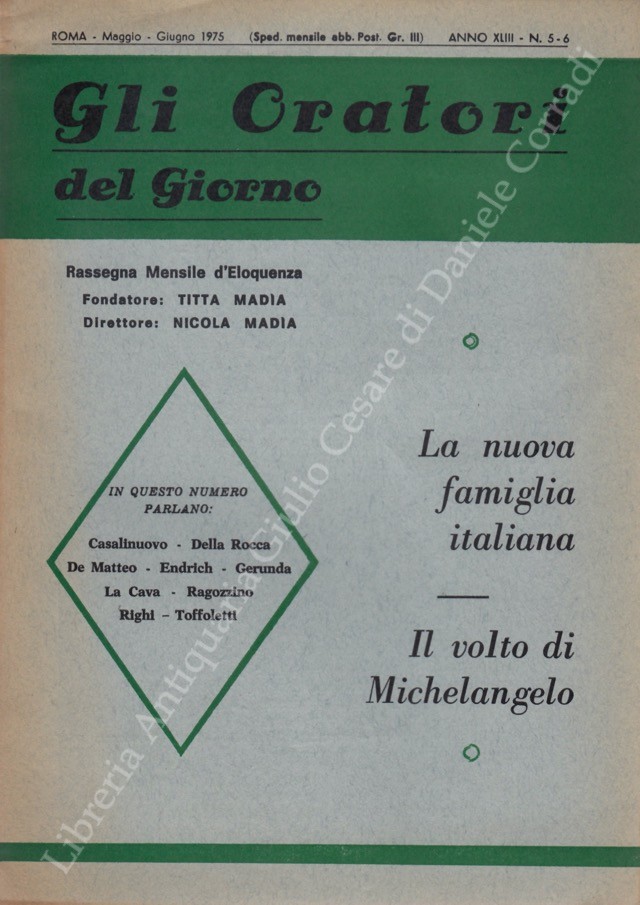 ROMA - Maggio - Giugno 1975 (Sped. mensile abb. Post. Gr. III) ANNO XLIII - N. 5-6
Gli Oratori
del Giorno
Rassegna Mensile d'Eloquenza
Fondatore: TITTA MADÌA
Direttore: NICOLA MADÌA
IN QUESTO NUMERO
PARLANO:
Casalinuovo - Della Rocca
De Matteo - Endrich - Gerunda
La Cava - Ragozzino
Righi - Toffoletti
La nuova
famiglia
italiana
Il volto di
Michelangelo
Libreria Antiquaria Giulio Cesare di Daniele Corradi